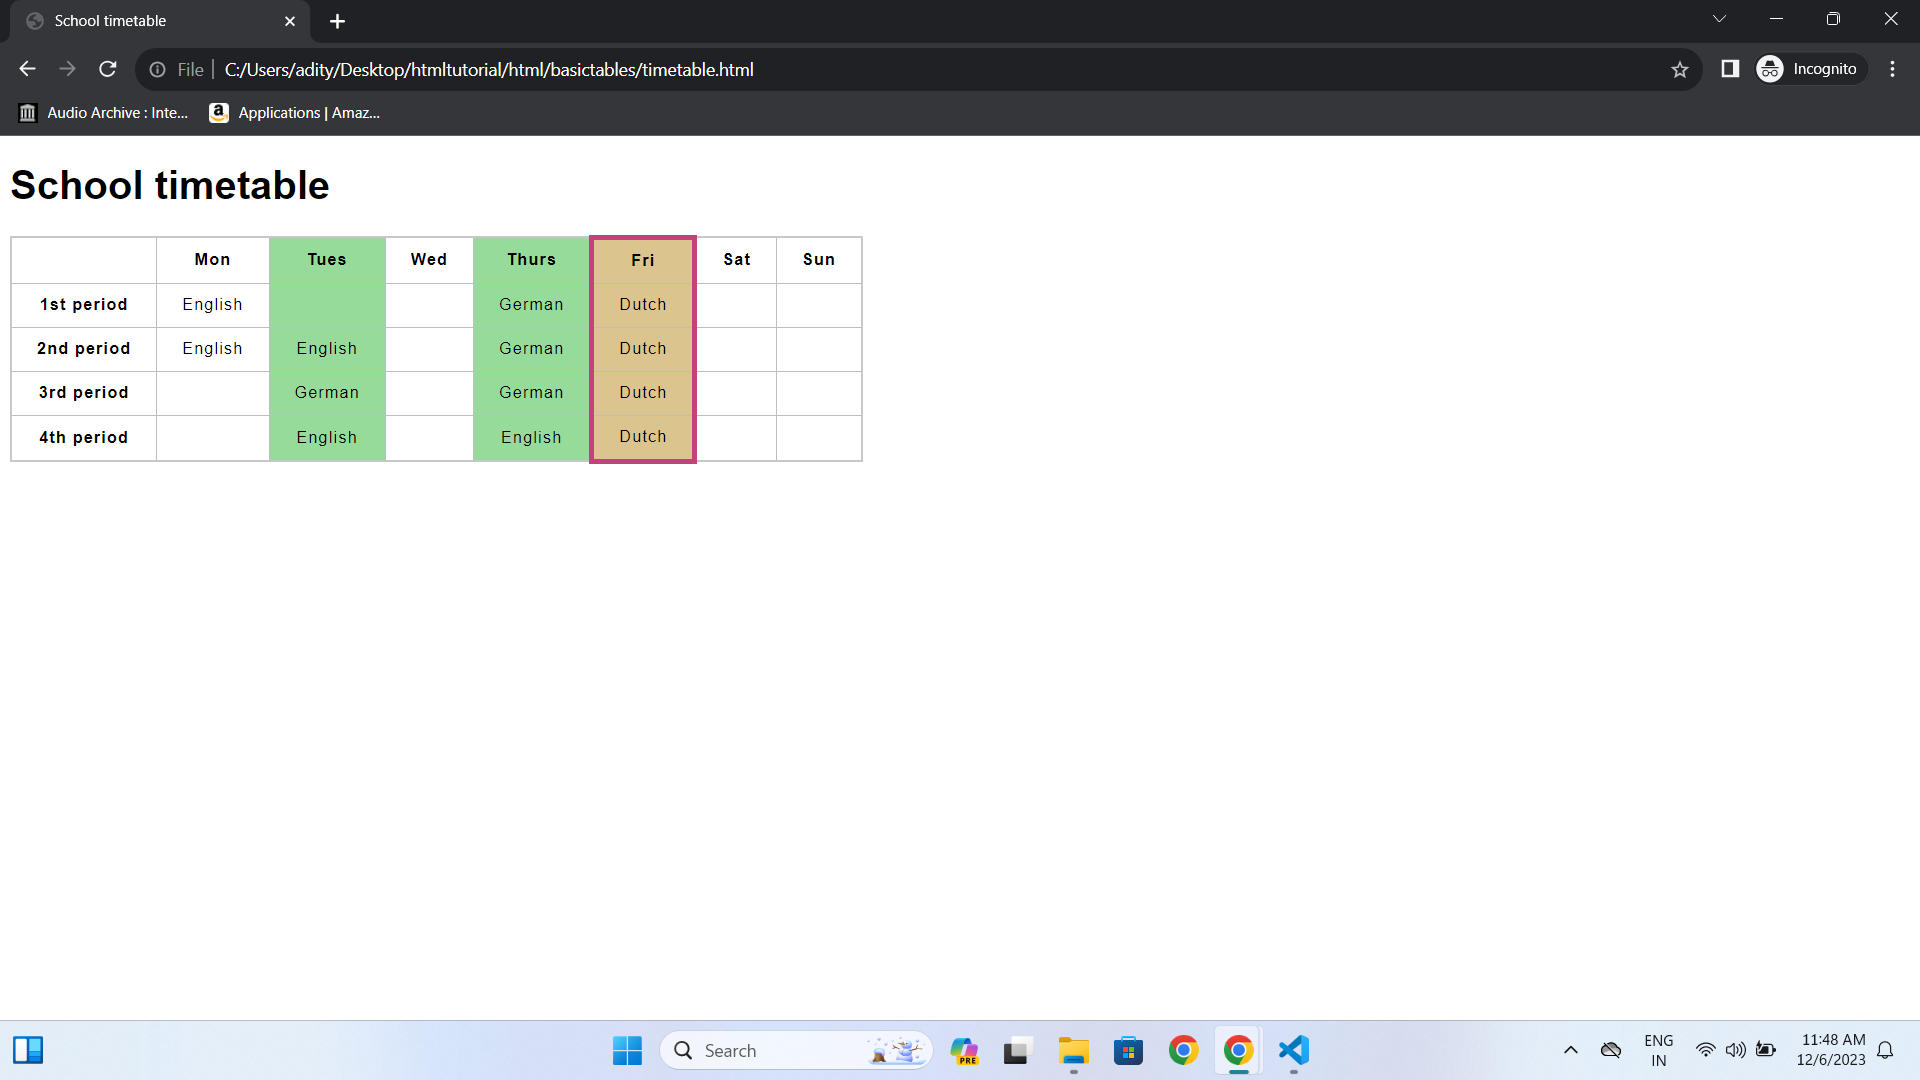 School timetable
File
C:/Users/adity/Desktop/htmltutorial/html/basictables/timetable.html
Incognito
Audio Archive : Inte...
Applications | Amaz...
School timetable
Mon Tues Wed Thurs Fri Sat Sun
1st period English German Dutch
2nd period English English German Dutch
3rd period German German Dutch
4th period English English Dutch
Search
PRE
ENG
IN
11:48 AM
12/6/2023